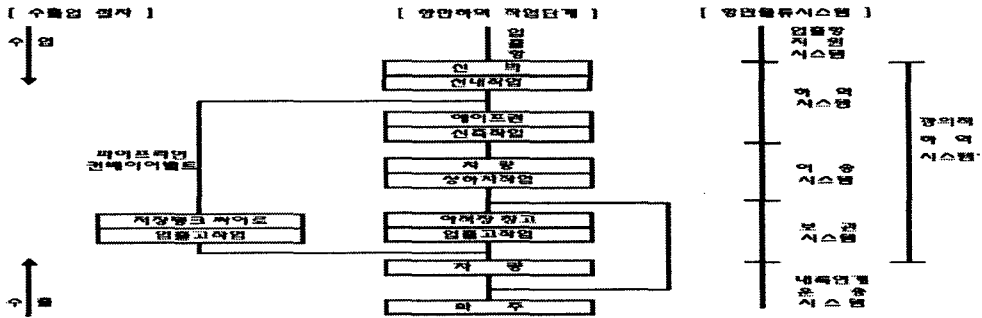 [ 수출입 절차 ]
[ 항만하역 작업단계 ]
[ 항만물류시스템 ]
수 입
입출항
선 박
선내작업
에이프런
선측작업
파이프라인
컨베이어벨트
차 량
상하차작업
저장탱크 싸이로
입출고작업
야적장 창고
입출고작업
차 량
수 출
화 주
입출항
지 원
시스템
하 역
시스템
이 송
시스템
보 관
시스템
내륙연계
운 송
시스템
광의적
하 역
시스템